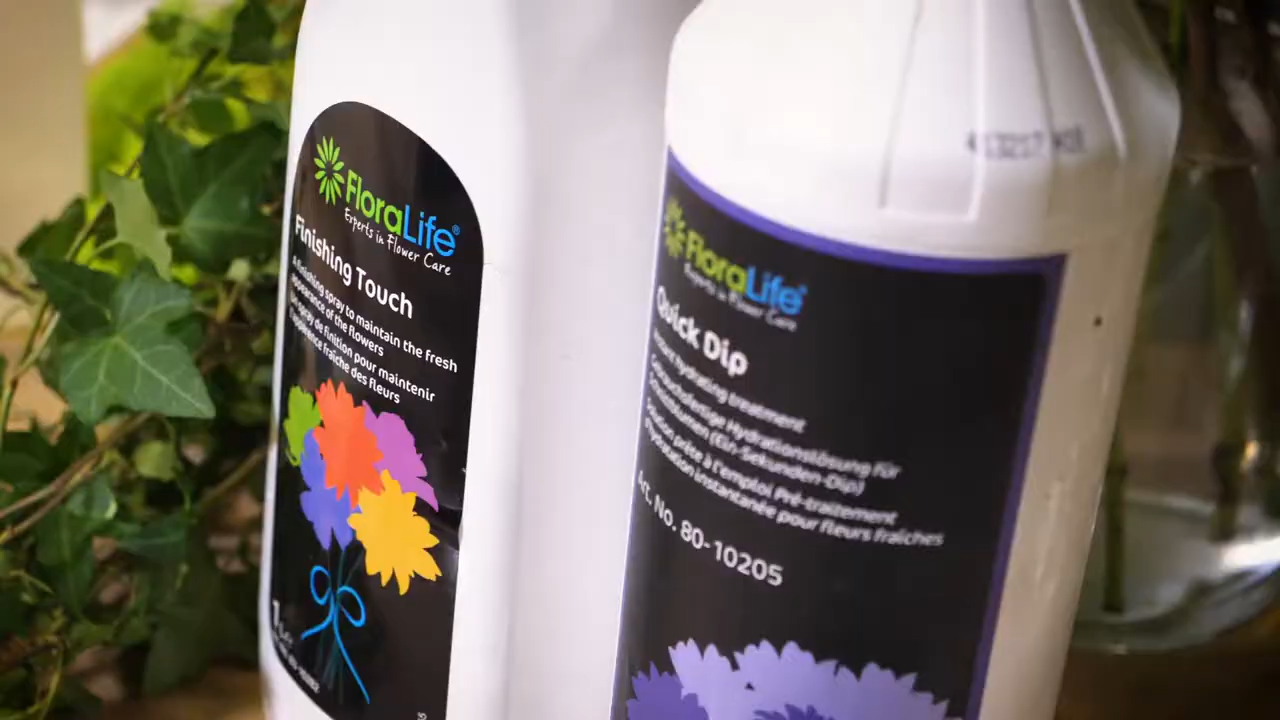 FloraLife®
Experts in Flower Care
Finishing Touch
A finishing spray to maintain the fresh
appearance of the flowers
Un spray de finition pour maintenir
l'apparence fraîche des fleurs
FloraLife®
Experts in Flower Care
Quick Dip
Instant hydrating treatment
Gebrauchsfertige Hydrationslösung für
Schnittblumen (Ein-Sekunden-Dip)
Solution prête à l'emploi Pré-traitement
d'hydratation instantanée pour fleurs fraîches
Art. No. 80-10205